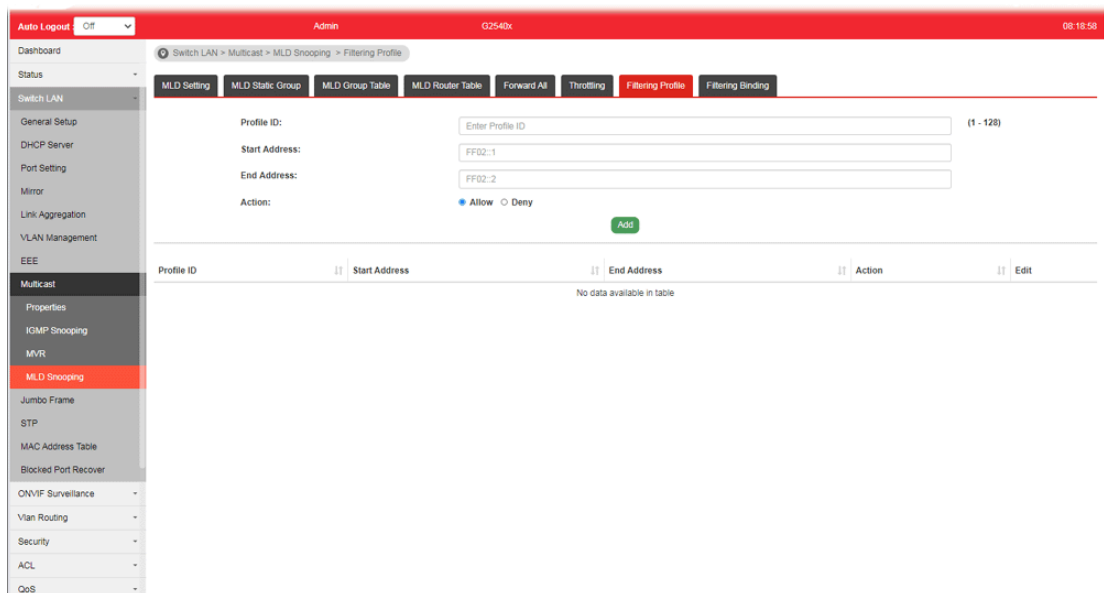 Auto Logout : Off Admin G2540x 08:18:58
Dashboard
Status
Switch LAN
General Setup
DHCP Server
Port Setting
Mirror
Link Aggregation
VLAN Management
EEE
Multicast
Properties
IGMP Snooping
MVR
MLD Snooping
Jumbo Frame
STP
MAC Address Table
Blocked Port Recover
ONVIF Surveillance
Vlan Routing
Security
ACL
QoS
Switch LAN > Multicast > MLD Snooping > Filtering Profile
MLD Setting MLD Static Group MLD Group Table MLD Router Table Forward All Throttling Filtering Profile Filtering Binding
Profile ID: Enter Profile ID (1 - 128)
Start Address: FF02::1
End Address: FF02::2
Action: Allow Deny
Add
Profile ID Start Address End Address Action Edit
No data available in table